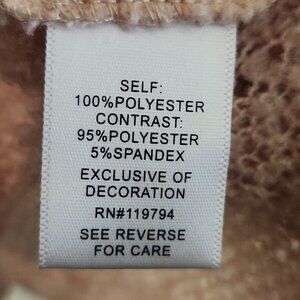 SELF:
100%POLYESTER
CONTRAST:
95%POLYESTER
5%SPANDEX
EXCLUSIVE OF
DECORATION
RN#119794
SEE REVERSE
FOR CARE